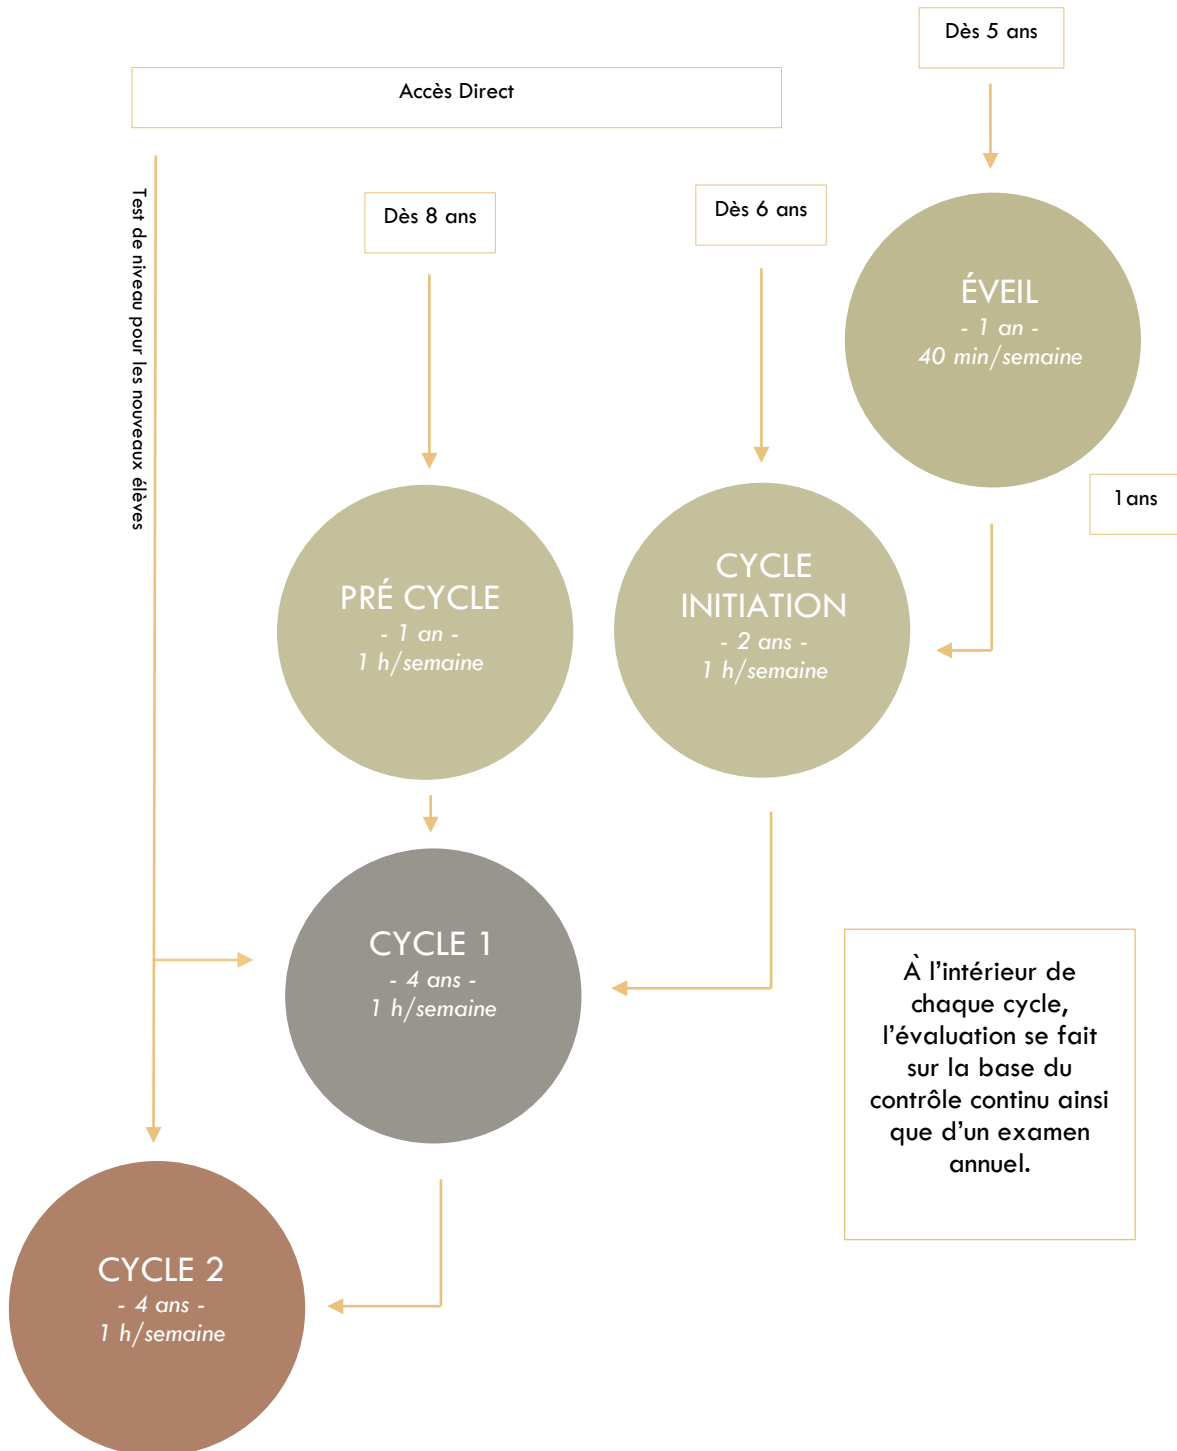 Dès 5 ans
Accès Direct
Test de niveau pour les nouveaux élèves
Dès 8 ans
Dès 6 ans
ÉVEIL
- 1 an -
40 min/semaine
1 ans
PRÉ CYCLE
- 1 an -
1 h/semaine
CYCLE
INITIATION
- 2 ans -
1 h/semaine
CYCLE 1
- 4 ans -
1 h/semaine
À l’intérieur de
chaque cycle,
l’évaluation se fait
sur la base du
contrôle continu ainsi
que d’un examen
annuel.
CYCLE 2
- 4 ans -
1 h/semaine